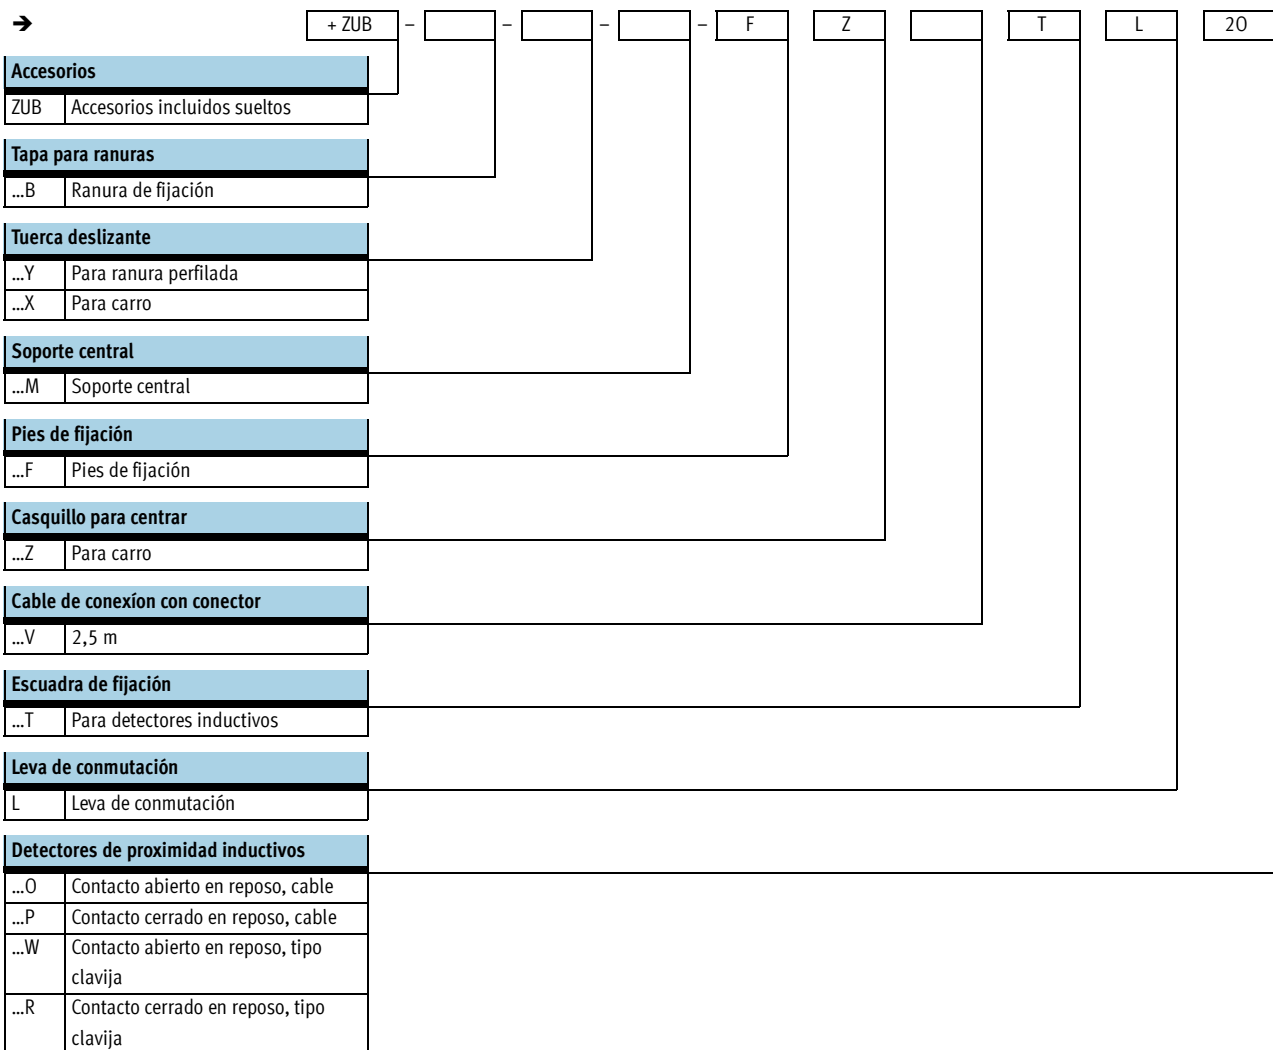 ➔ + ZUB – – – – F Z T L 2O
Accesorios
ZUB Accesorios incluidos sueltos
Tapa para ranuras
...B Ranura de fijación
Tuerca deslizante
...Y Para ranura perfilada
...X Para carro
Soporte central
...M Soporte central
Pies de fijación
...F Pies de fijación
Casquillo para centrar
...Z Para carro
Cable de conexíon con conector
...V 2,5 m
Escuadra de fijación
...T Para detectores inductivos
Leva de conmutación
L Leva de conmutación
Detectores de proximidad inductivos
...O Contacto abierto en reposo, cable
...P Contacto cerrado en reposo, cable
...W Contacto abierto en reposo, tipo
clavija
...R Contacto cerrado en reposo, tipo
clavija